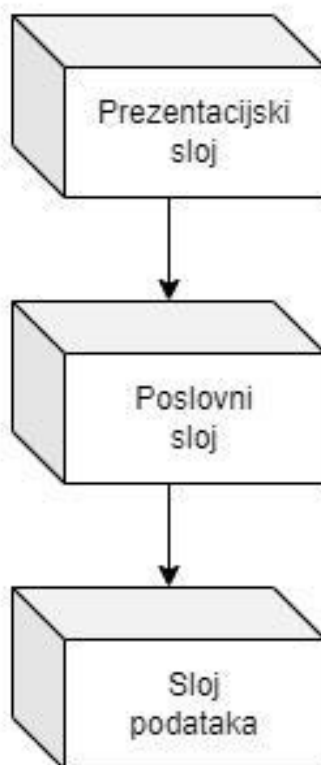 Prezentacijski
sloj
Poslovni
sloj
Sloj
podataka